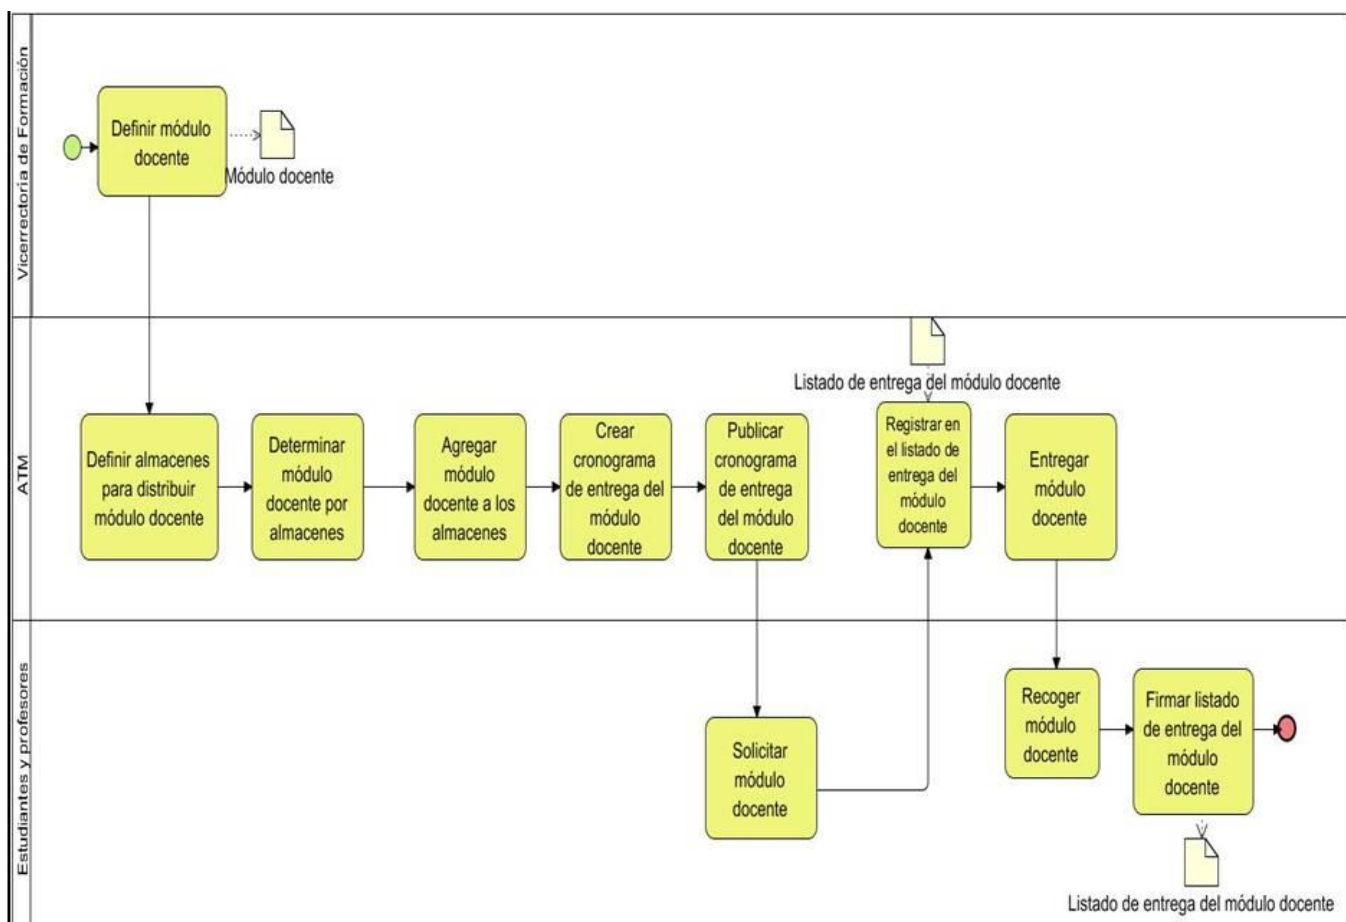 Vicerrectoría de Formación
Definir módulo
docente
Módulo docente
ATM
Listado de entrega del módulo docente
Definir almacenes
para distribuir
módulo docente
Determinar
módulo
docente por
almacenes
Agregar
módulo
docente a los
almacenes
Crear
cronograma
de entrega del
módulo
docente
Publicar
cronograma
de entrega
del módulo
docente
Registrar en
el listado de
entrega del
módulo
docente
Entregar
módulo
docente
Estudiantes y profesores
Solicitar
módulo
docente
Recoger
módulo
docente
Firmar listado
de entrega del
módulo
docente
Listado de entrega del módulo docente